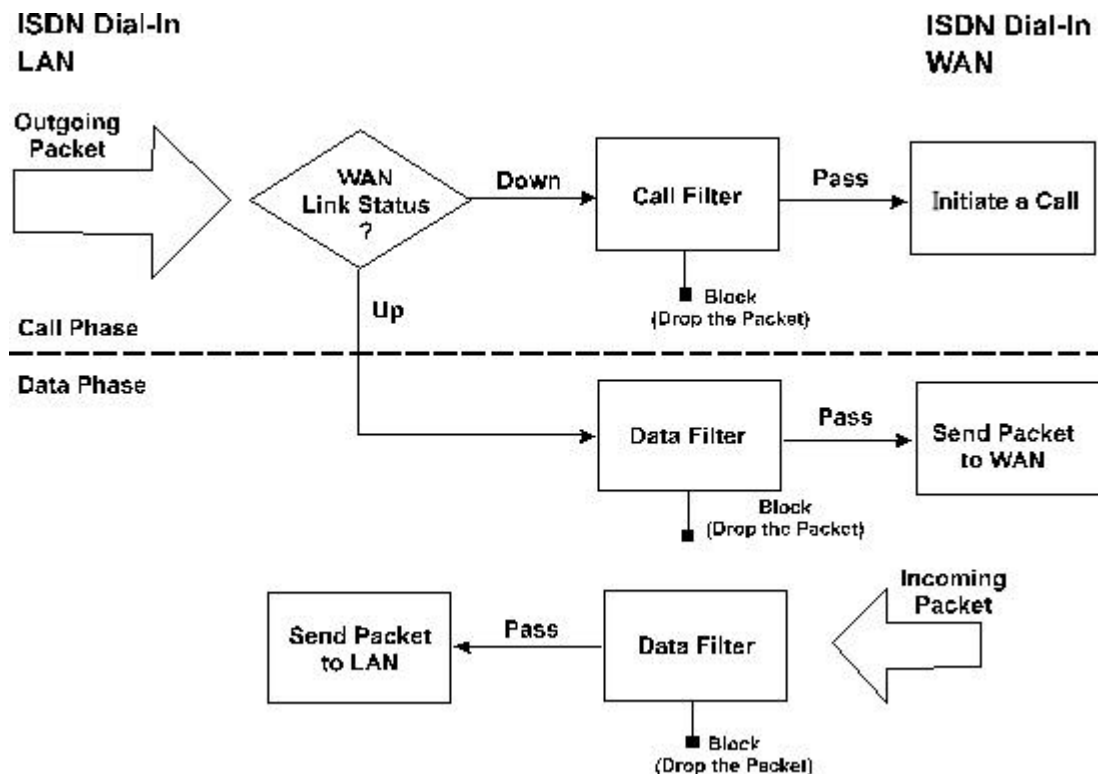 ISDN Dial-In
LAN
ISDN Dial-In
WAN
Outgoing
Packet
WAN
Link Status
?
Down
Call Filter
Pass
Initiate a Call
Block
(Drop the Packet)
Up
Call Phase
Data Phase
Data Filter
Pass
Send Packet
to WAN
Block
(Drop the Packet)
Incoming
Packet
Data Filter
Pass
Send Packet
to LAN
Block
(Drop the Packet)